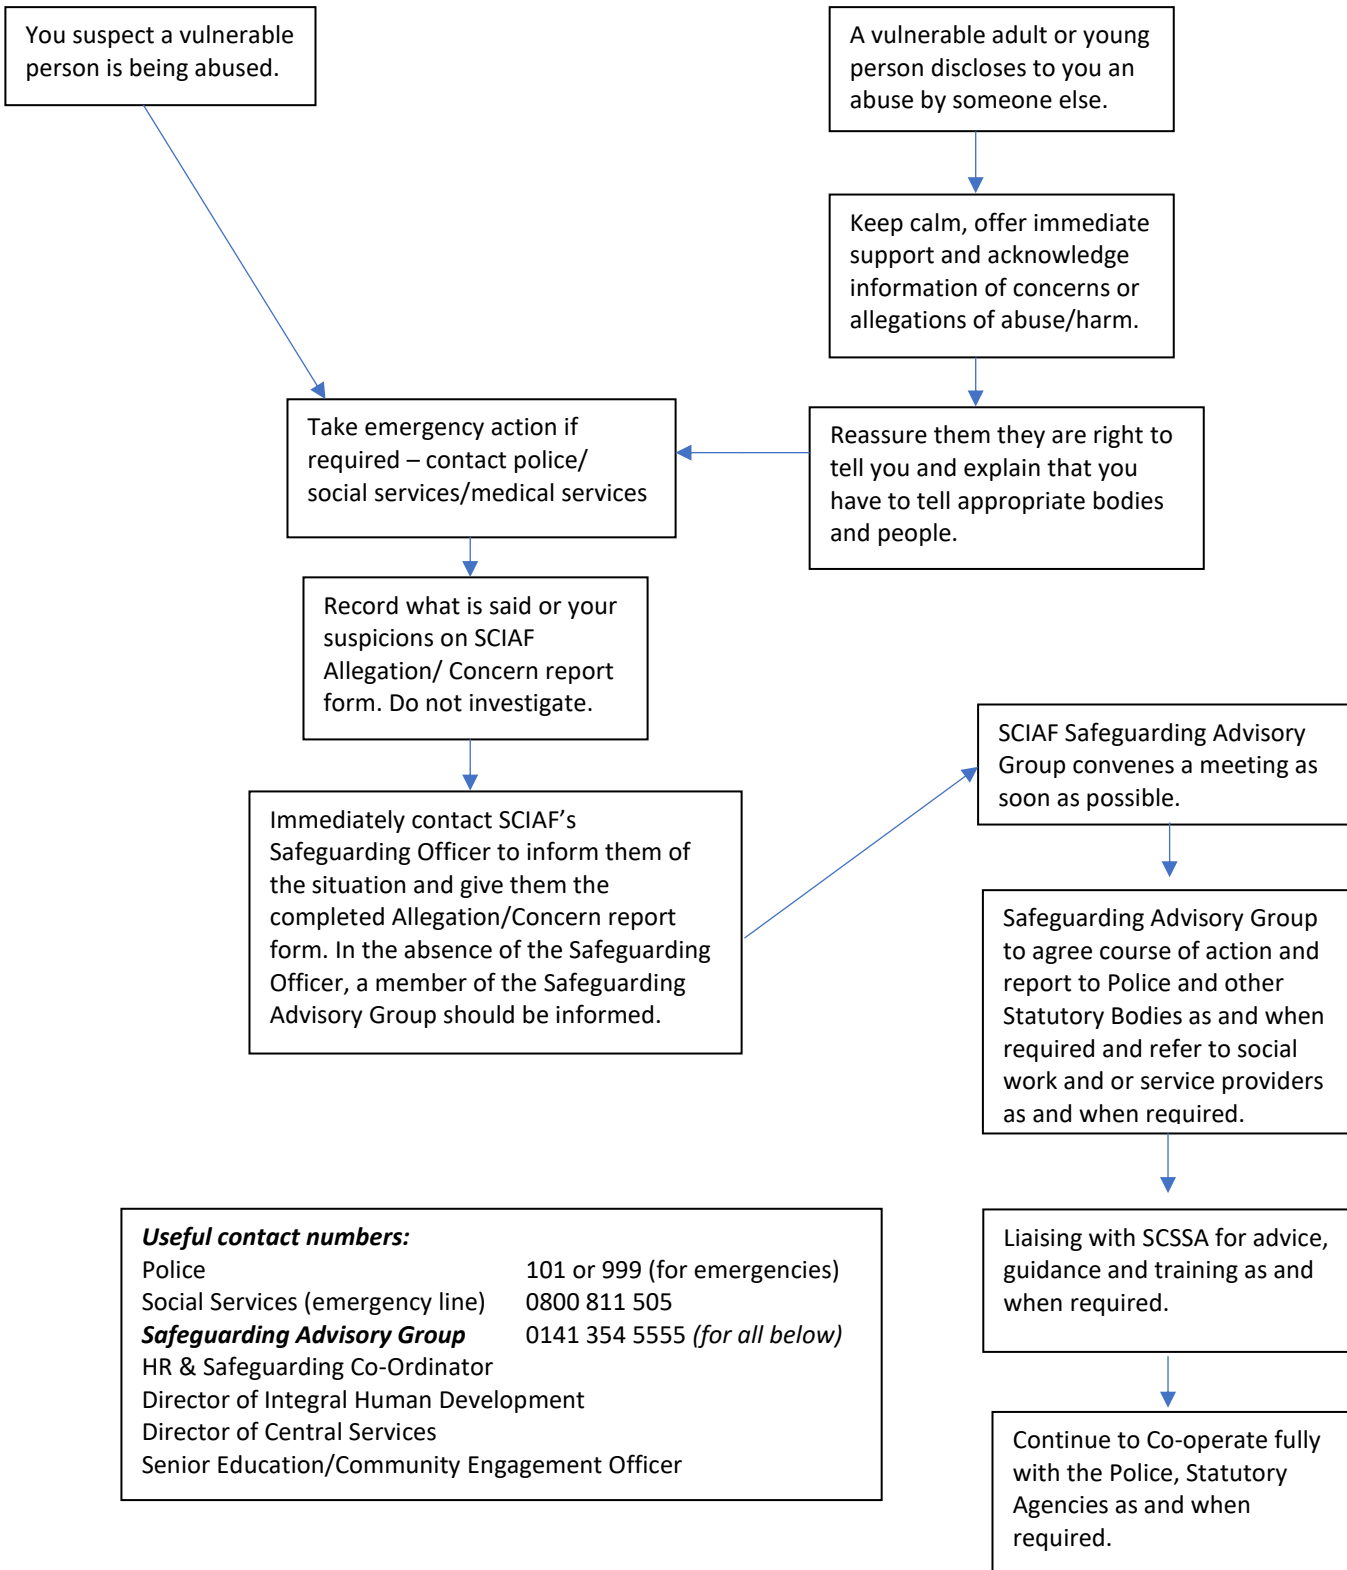 You suspect a vulnerable
person is being abused.
A vulnerable adult or young
person discloses to you an
abuse by someone else.
Keep calm, offer immediate
support and acknowledge
information of concerns or
allegations of abuse/harm.
Reassure them they are right to
tell you and explain that you
have to tell appropriate bodies
and people.
Take emergency action if
required – contact police/
social services/medical services
Record what is said or your
suspicions on SCIAF
Allegation/ Concern report
form. Do not investigate.
Immediately contact SCIAF’s
Safeguarding Officer to inform them of
the situation and give them the
completed Allegation/Concern report
form. In the absence of the Safeguarding
Officer, a member of the Safeguarding
Advisory Group should be informed.
SCIAF Safeguarding Advisory
Group convenes a meeting as
soon as possible.
Safeguarding Advisory Group
to agree course of action and
report to Police and other
Statutory Bodies as and when
required and refer to social
work and or service providers
as and when required.
Liaising with SCSSA for advice,
guidance and training as and
when required.
Continue to Co-operate fully
with the Police, Statutory
Agencies as and when
required.
Useful contact numbers:
Police 101 or 999 (for emergencies)
Social Services (emergency line) 0800 811 505
Safeguarding Advisory Group 0141 354 5555 (for all below)
HR & Safeguarding Co-Ordinator
Director of Integral Human Development
Director of Central Services
Senior Education/Community Engagement Officer